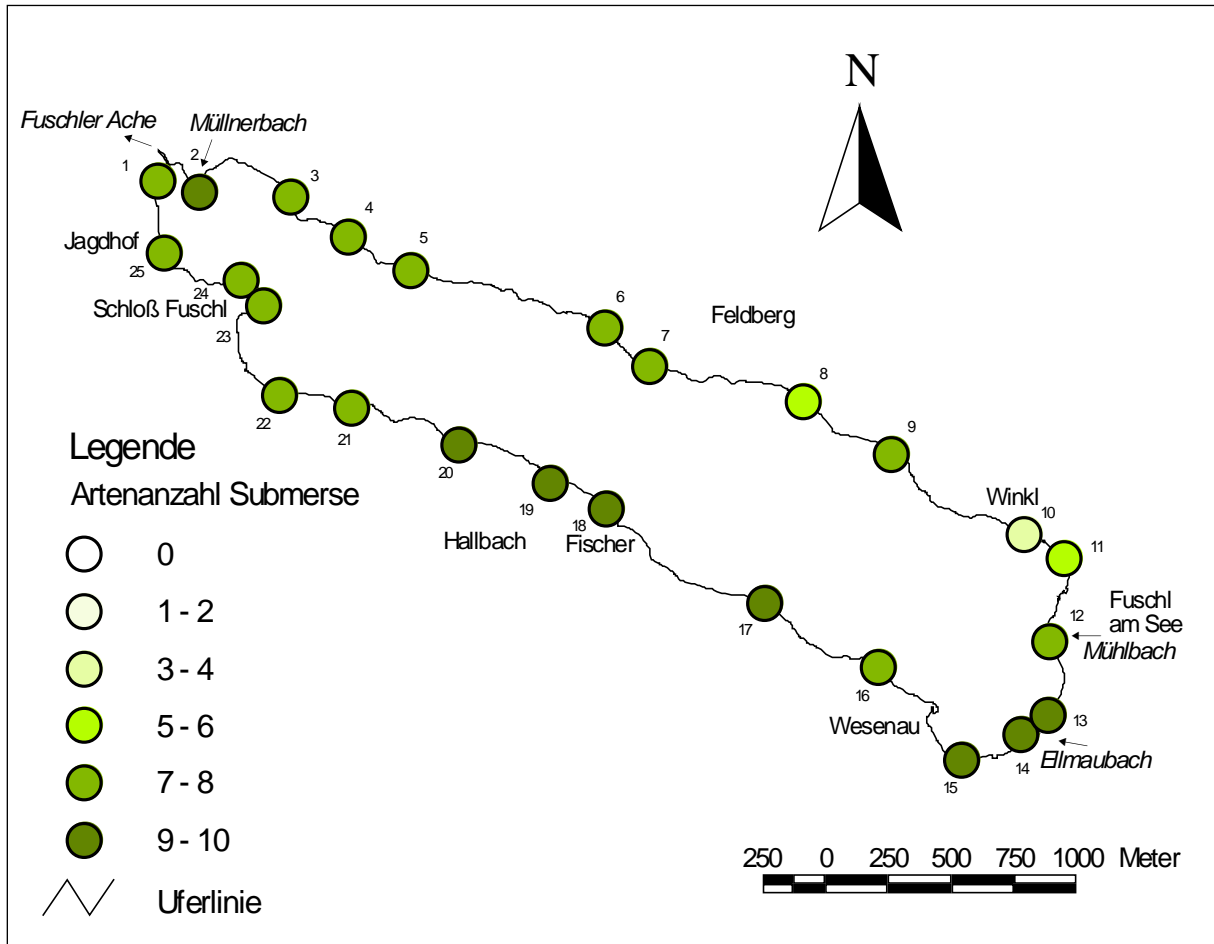 N
Fuschler Ache
Müllnerbach
1
2
3
4
5
6
7
8
9
10
11
12
13
14
15
16
17
18
19
20
21
22
23
24
25
Jagdhof
Schloß Fuschl
Feldberg
Winkl
Fuschl
am See
Mühlbach
Ellmaubach
Wesenau
Fischer
Hallbach
Legende
Artenanzahl Submerse
0
1 - 2
3 - 4
5 - 6
7 - 8
9 - 10
Uferlinie
250 0 250 500 750 1000 Meter